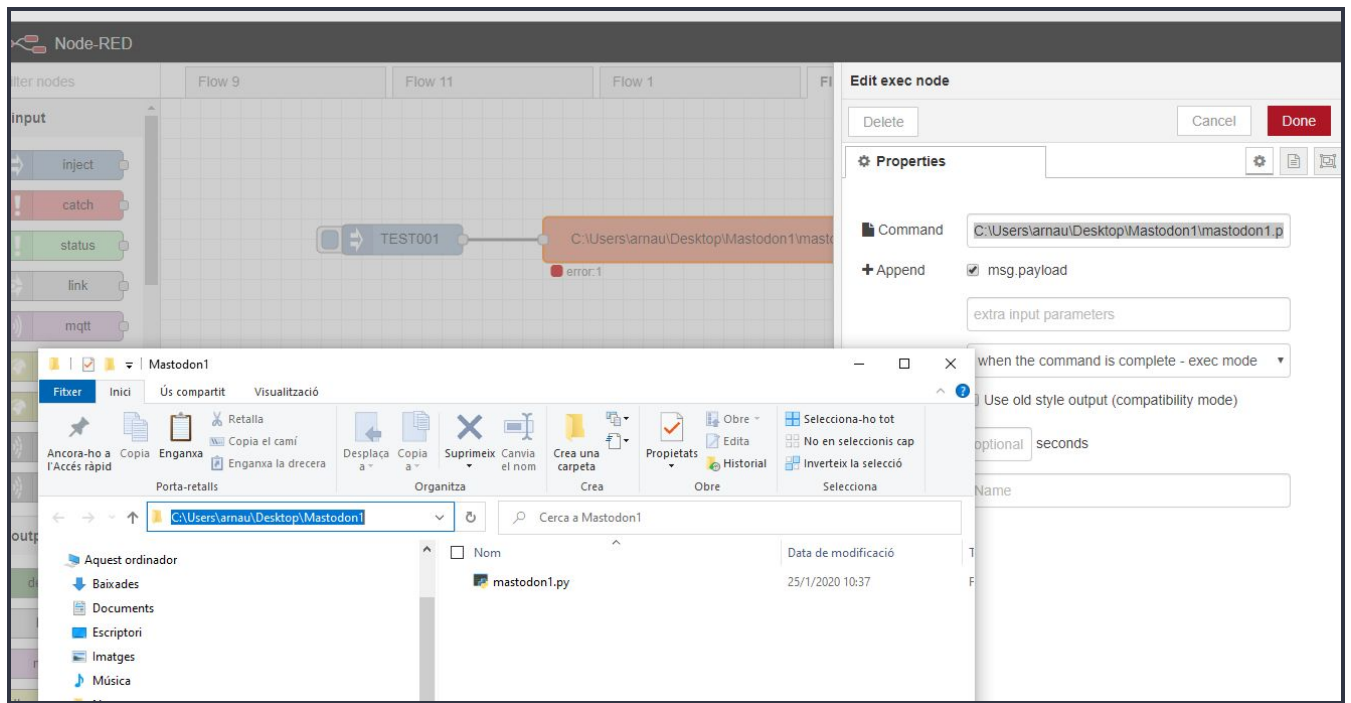 Node-RED
filter nodes
Flow 9
Flow 11
Flow 1
Fl
input
inject
catch
status
link
mqtt
TEST001
C:\Users\arnau\Desktop\Mastodon1\masto
error:1
outp
Edit exec node
Delete
Cancel
Done
Properties
Command
C:\Users\arnau\Desktop\Mastodon1\mastodon1.p
Append
msg.payload
extra input parameters
when the command is complete - exec mode
Use old style output (compatibility mode)
optional
seconds
Name
Mastodon1
Fitxer
Inici
Ús compartit
Visualització
Ancora-ho a
l'Accés ràpid
Copia
Enganxa
Retalla
Copia el camí
Enganxa la drecera
Porta-retalls
Desplaça
a
Copia
a
Suprimeix
Canvia
el nom
Organitza
Crea una
carpeta
Crea
Propietats
Obre
Edita
Historial
Obre
Selecciona-ho tot
No en seleccionis cap
Inverteix la selecció
Selecciona
C:\Users\arnau\Desktop\Mastodon1
Cerca a Mastodon1
Aquest ordinador
Baixades
Documents
Escriptori
Imatges
Música
Nom
Data de modificació
T
mastodon1.py
25/1/2020 10:37
F